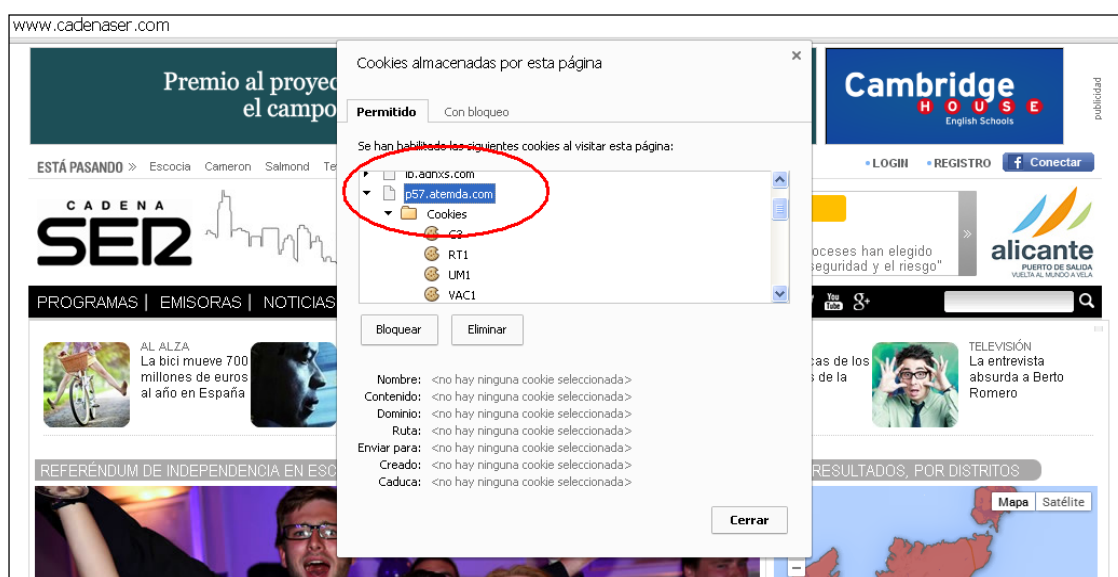 www.cadenaser.com
Premio al proyec
el campo
Cambridge
HOUSE
English Schools
publicidad
ESTÁ PASANDO » Escocia Cameron Salmond Te
LOGIN REGISTRO f Conectar
CADENA
SER
oceses han elegido
seguridad y el riesgo"
»
alicante
PUERTO DE SALIDA
VUELTA AL MUNDO A VELA
PROGRAMAS | EMISORAS | NOTICIAS
You
Tube
g+
AL ALZA
La bici mueve 700
millones de euros
al año en España
cas de los
s de la
TELEVISIÓN
La entrevista
absurda a Berto
Romero
REFERÉNDUM DE INDEPENDENCIA EN ESC
RESULTADOS, POR DISTRITOS
Mapa Satélite
Cookies almacenadas por esta página
×
Permitido Con bloqueo
Se han habilitado las siguientes cookies al visitar esta página:
ib.adnxs.com
p57.atemda.com
Cookies
C3
RT1
UM1
VAC1
Bloquear Eliminar
Nombre: <no hay ninguna cookie seleccionada>
Contenido: <no hay ninguna cookie seleccionada>
Dominio: <no hay ninguna cookie seleccionada>
Ruta: <no hay ninguna cookie seleccionada>
Enviar para: <no hay ninguna cookie seleccionada>
Creado: <no hay ninguna cookie seleccionada>
Caduca: <no hay ninguna cookie seleccionada>
Cerrar